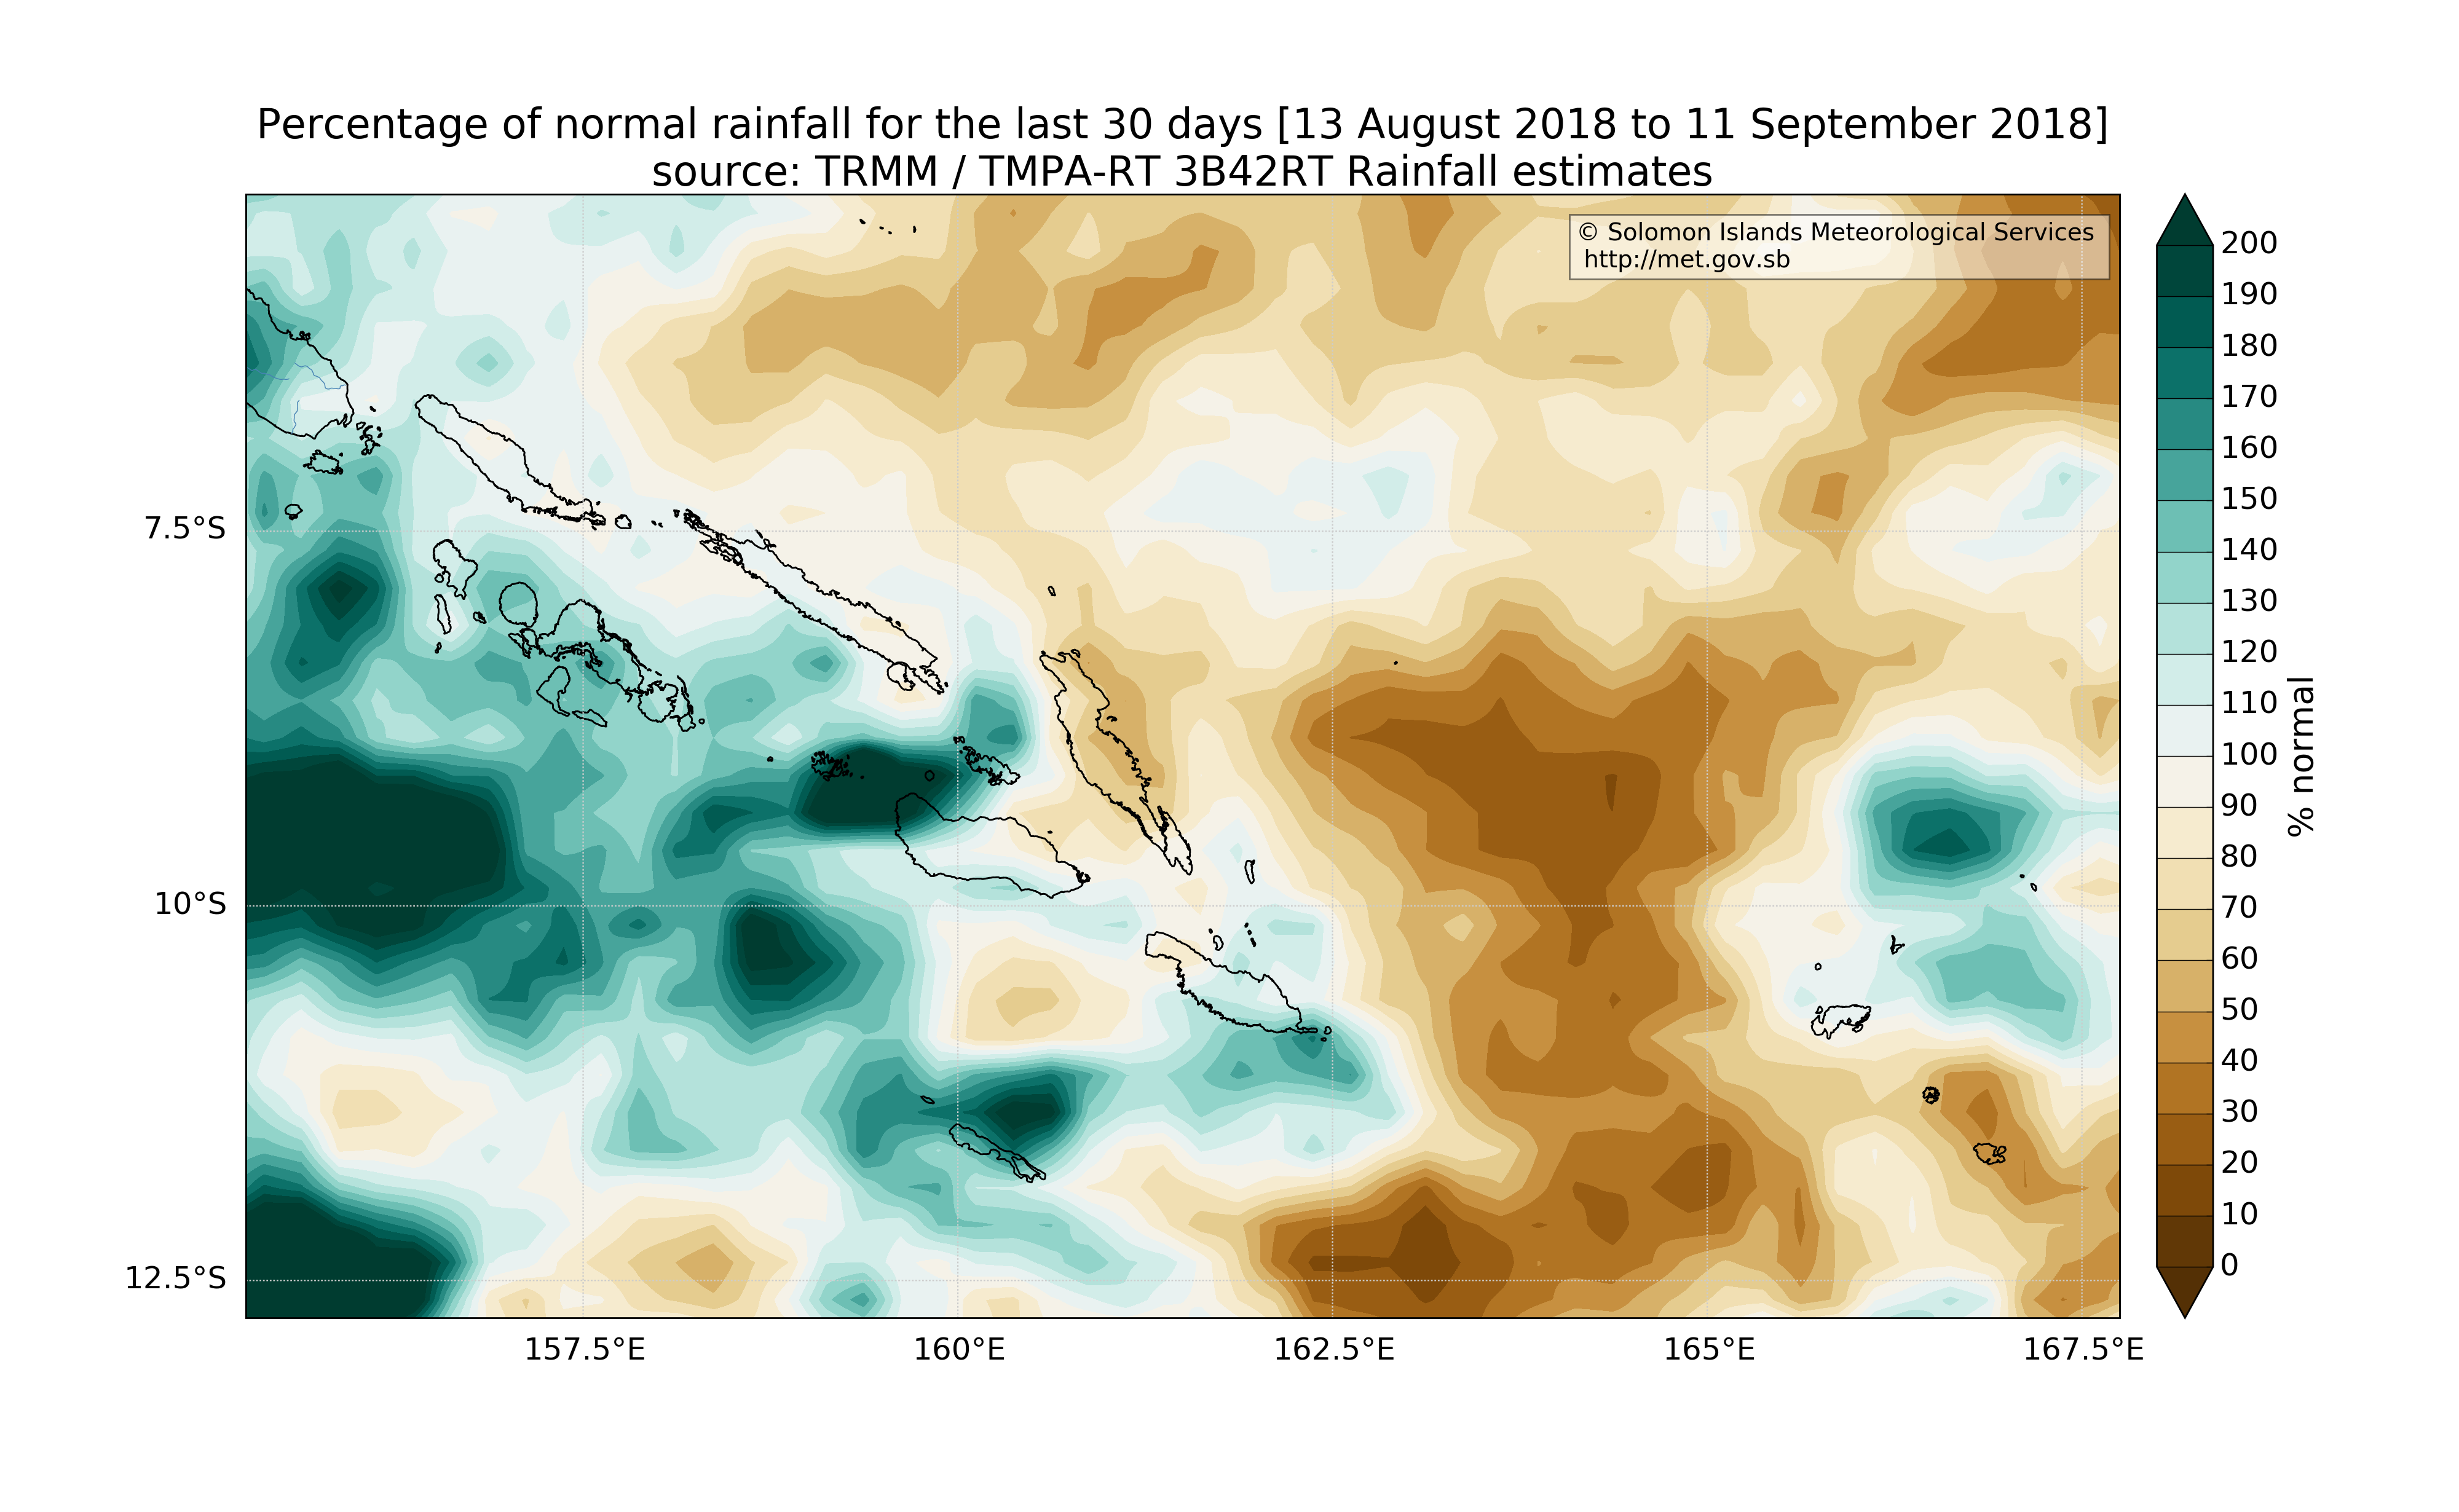 Percentage of normal rainfall for the last 30 days [13 August 2018 to 11 September 2018]
source: TRMM / TMPA-RT 3B42RT Rainfall estimates
© Solomon Islands Meteorological Services
http://met.gov.sb
7.5°S
10°S
12.5°S
157.5°E
160°E
162.5°E
165°E
167.5°E
200
190
180
170
160
150
140
130
120
110
100
90
80
70
60
50
40
30
20
10
0
% normal